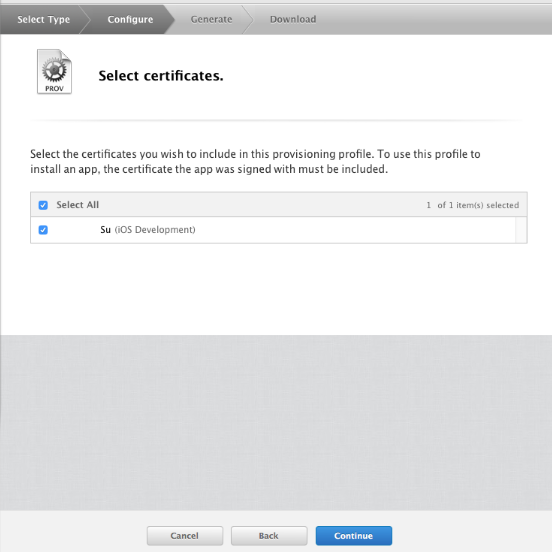 Select Type
Configure
Generate
Download
PROV
Select certificates.
Select the certificates you wish to include in this provisioning profile. To use this profile to
install an app, the certificate the app was signed with must be included.
Select All
1 of 1 item(s) selected
Su (iOS Development)
Cancel
Back
Continue